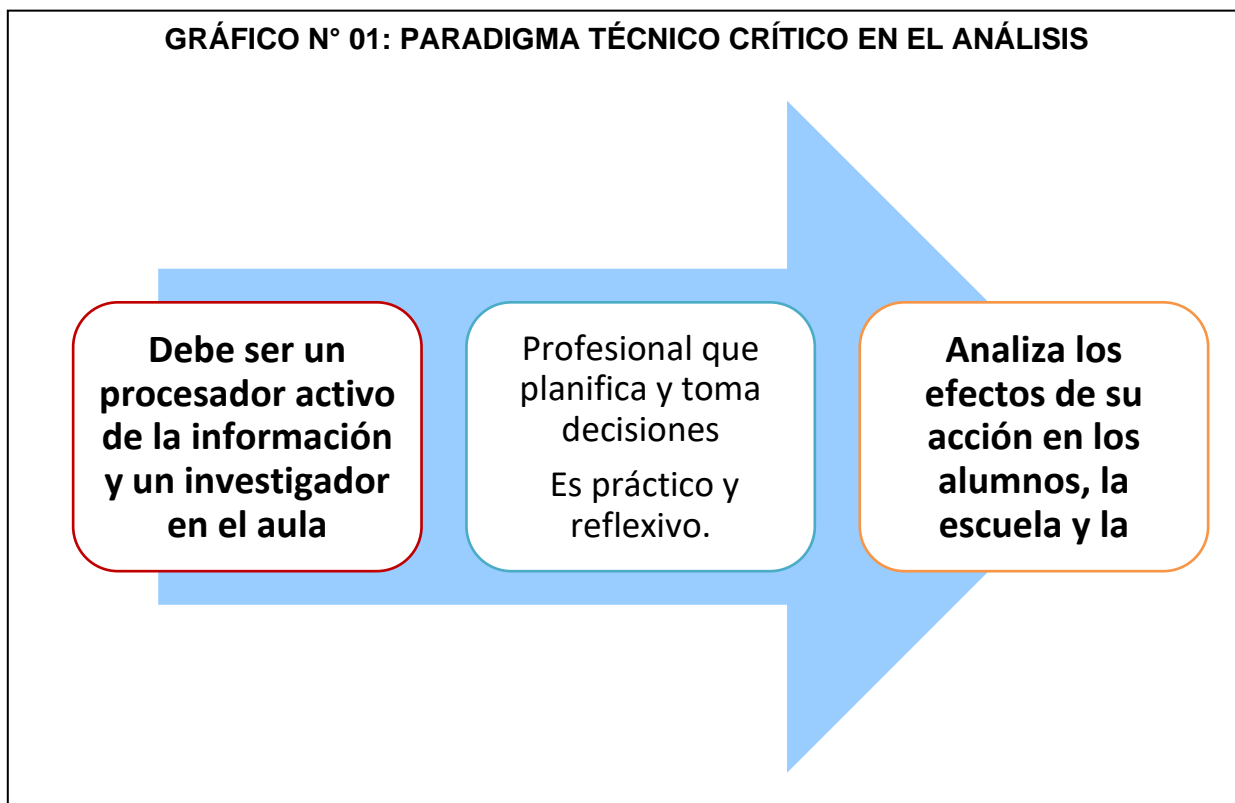 GRÁFICO N° 01: PARADIGMA TÉCNICO CRÍTICO EN EL ANÁLISIS
Debe ser un
procesador activo
de la información
y un investigador
en el aula
Profesional que
planifica y toma
decisiones
Es práctico y
reflexivo.
Analiza los
efectos de su
acción en los
alumnos, la
escuela y la